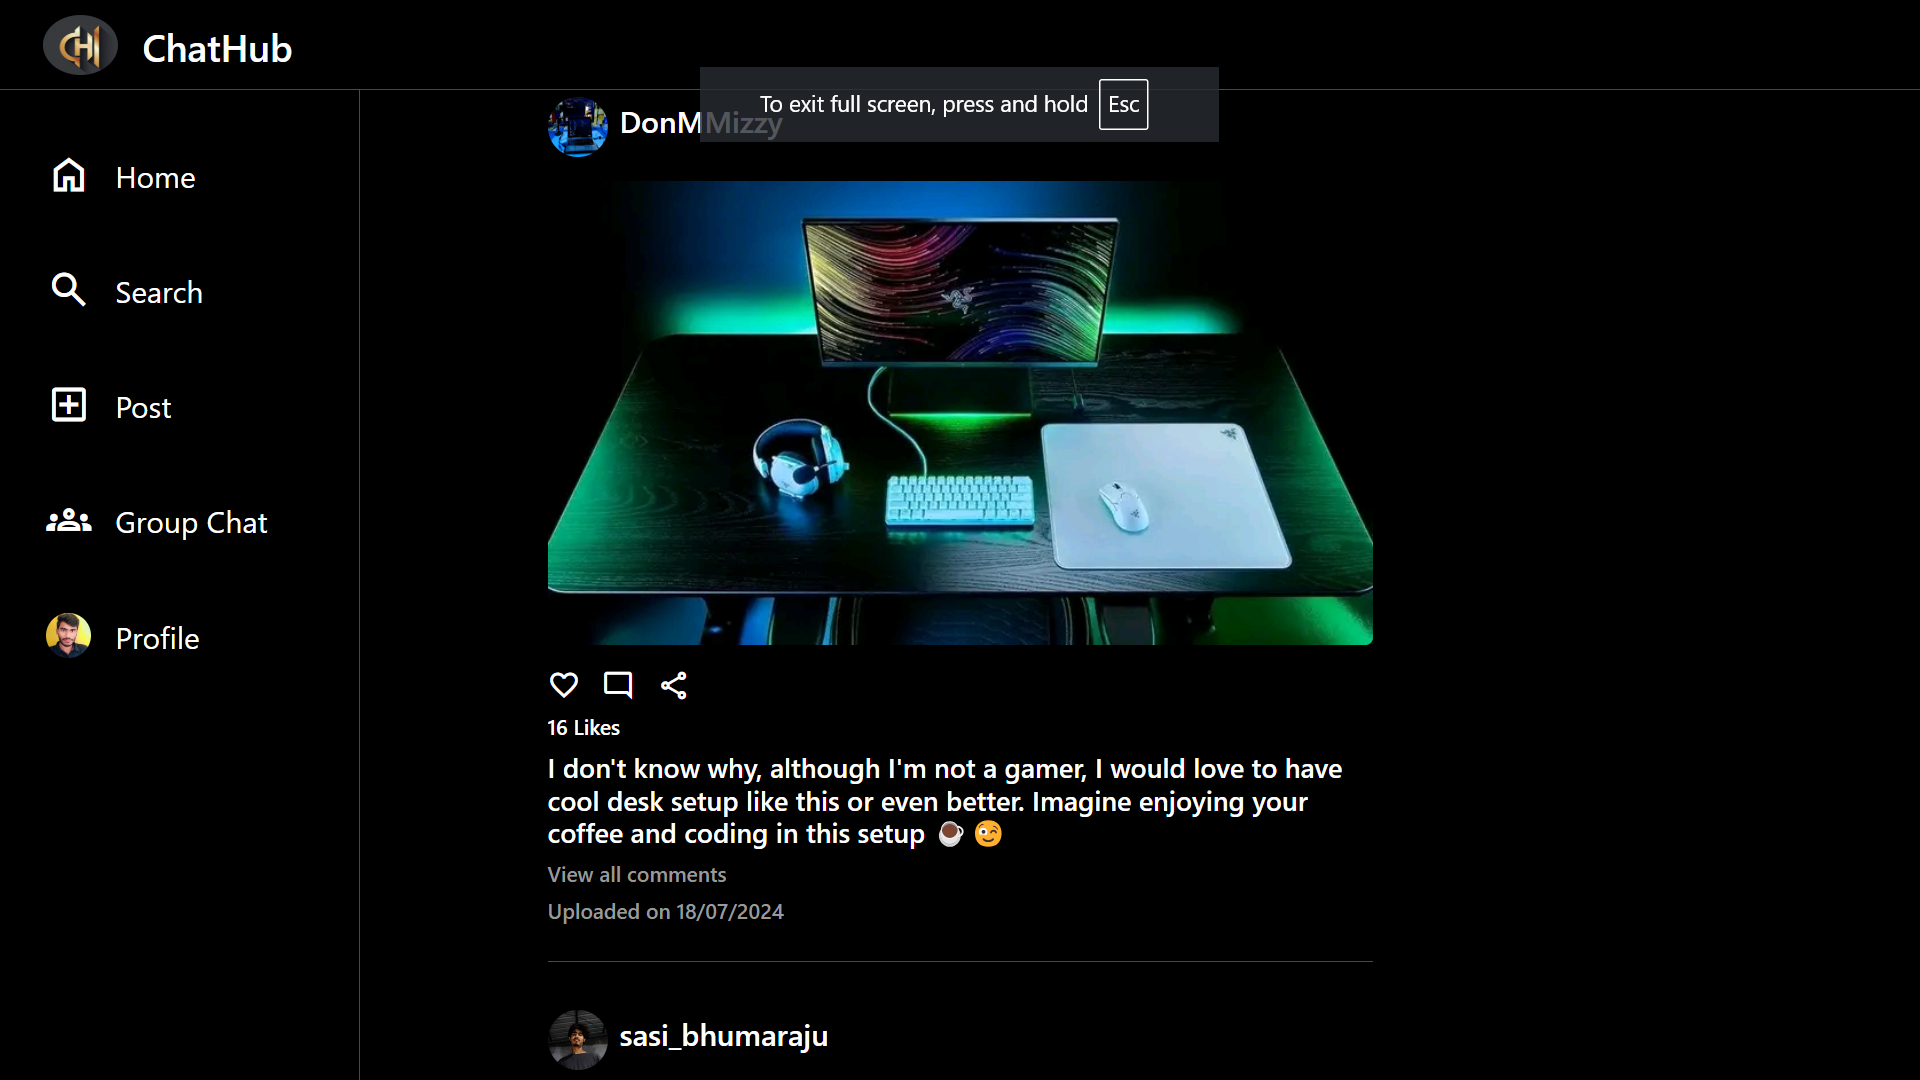 ChatHub
To exit full screen, press and hold Esc
DonMMizzy
Home
Search
Post
Group Chat
Profile
16 Likes
I don't know why, although I'm not a gamer, I would love to have
cool desk setup like this or even better. Imagine enjoying your
coffee and coding in this setup ☕ 😉
View all comments
Uploaded on 18/07/2024
sasi_bhumaraju